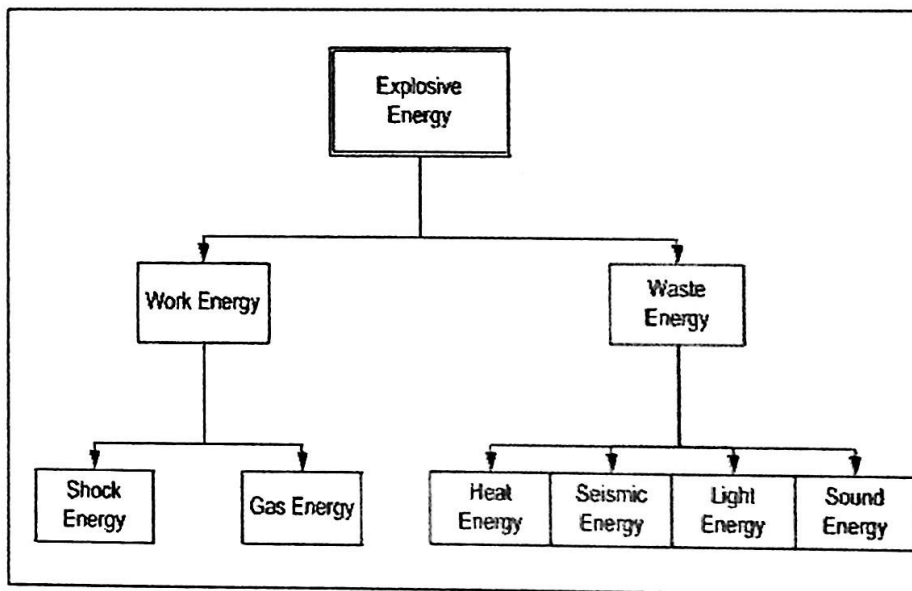 Explosive
Energy
Work Energy
Waste
Energy
Shock
Energy
Gas Energy
Heat
Energy
Seismic
Energy
Light
Energy
Sound
Energy